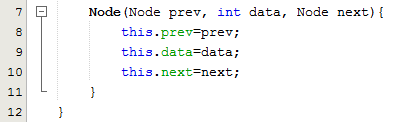 7 Node(Node prev, int data, Node next){
8 this.prev=prev;
9 this.data=data;
10 this.next=next;
11 }
12 }